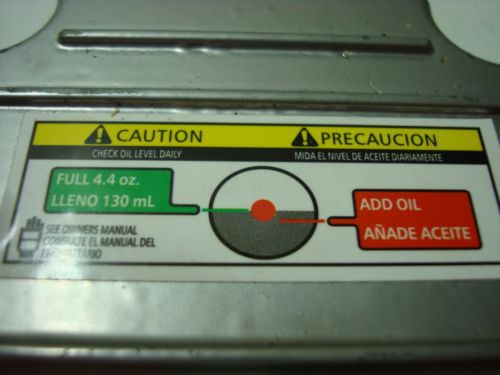 CAUTION
PRECAUCION
CHECK OIL LEVEL DAILY
MIDA EL NIVEL DE ACEITE DIARIAMENTE
FULL 4.4 oz.
LLENO 130 mL
ADD OIL
AÑADE ACEITE
SEE OWNERS MANUAL
CONSULTE EL MANUAL DEL